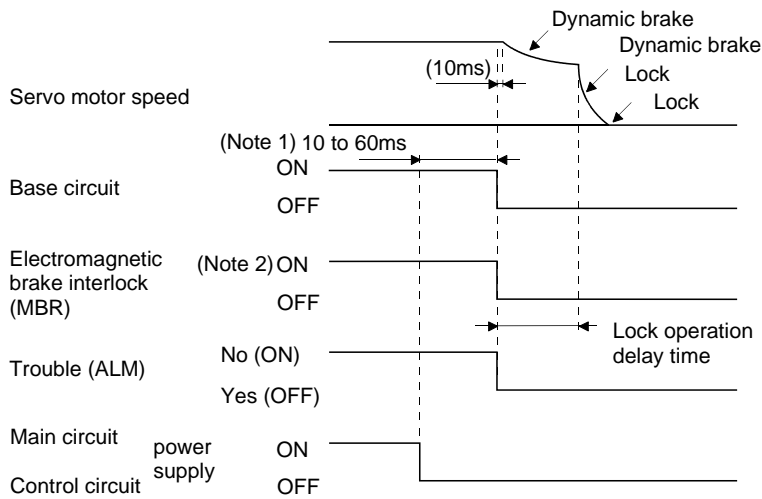 Dynamic brake
Dynamic brake
Lock
Lock
(10ms)
Servo motor speed
(Note 1) 10 to 60ms
ON
Base circuit
OFF
Electromagnetic
brake interlock
(MBR)
(Note 2) ON
OFF
Lock operation
delay time
Trouble (ALM)
No (ON)
Yes (OFF)
Main circuit
Control circuit
power
supply
ON
OFF